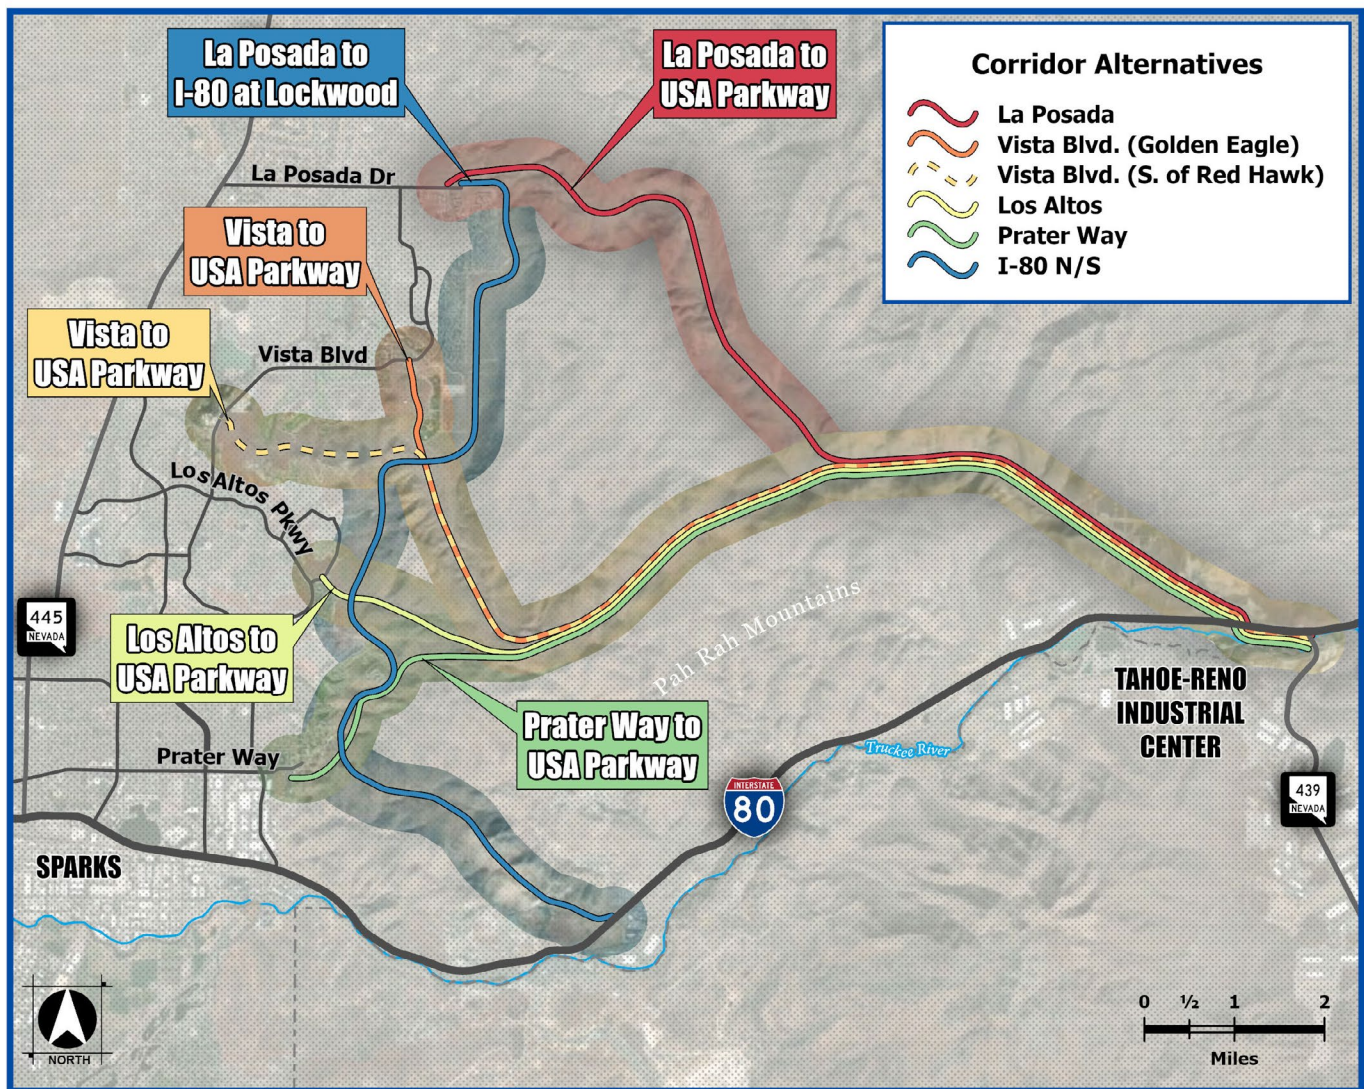 La Posada to
I-80 at Lockwood
La Posada to
USA Parkway
Corridor Alternatives
La Posada
Vista Blvd. (Golden Eagle)
Vista Blvd. (S. of Red Hawk)
Los Altos
Prater Way
I-80 N/S
La Posada Dr
Vista to
USA Parkway
Vista to
USA Parkway
Vista Blvd
Los Altos Pkwy
445
NEVADA
Los Altos to
USA Parkway
Pah Rah Mountains
Prater Way to
USA Parkway
Prater Way
Truckee River
TAHOE-RENO
INDUSTRIAL
CENTER
INTERSTATE
80
439
NEVADA
SPARKS
NORTH
0 ½ 1 2
Miles